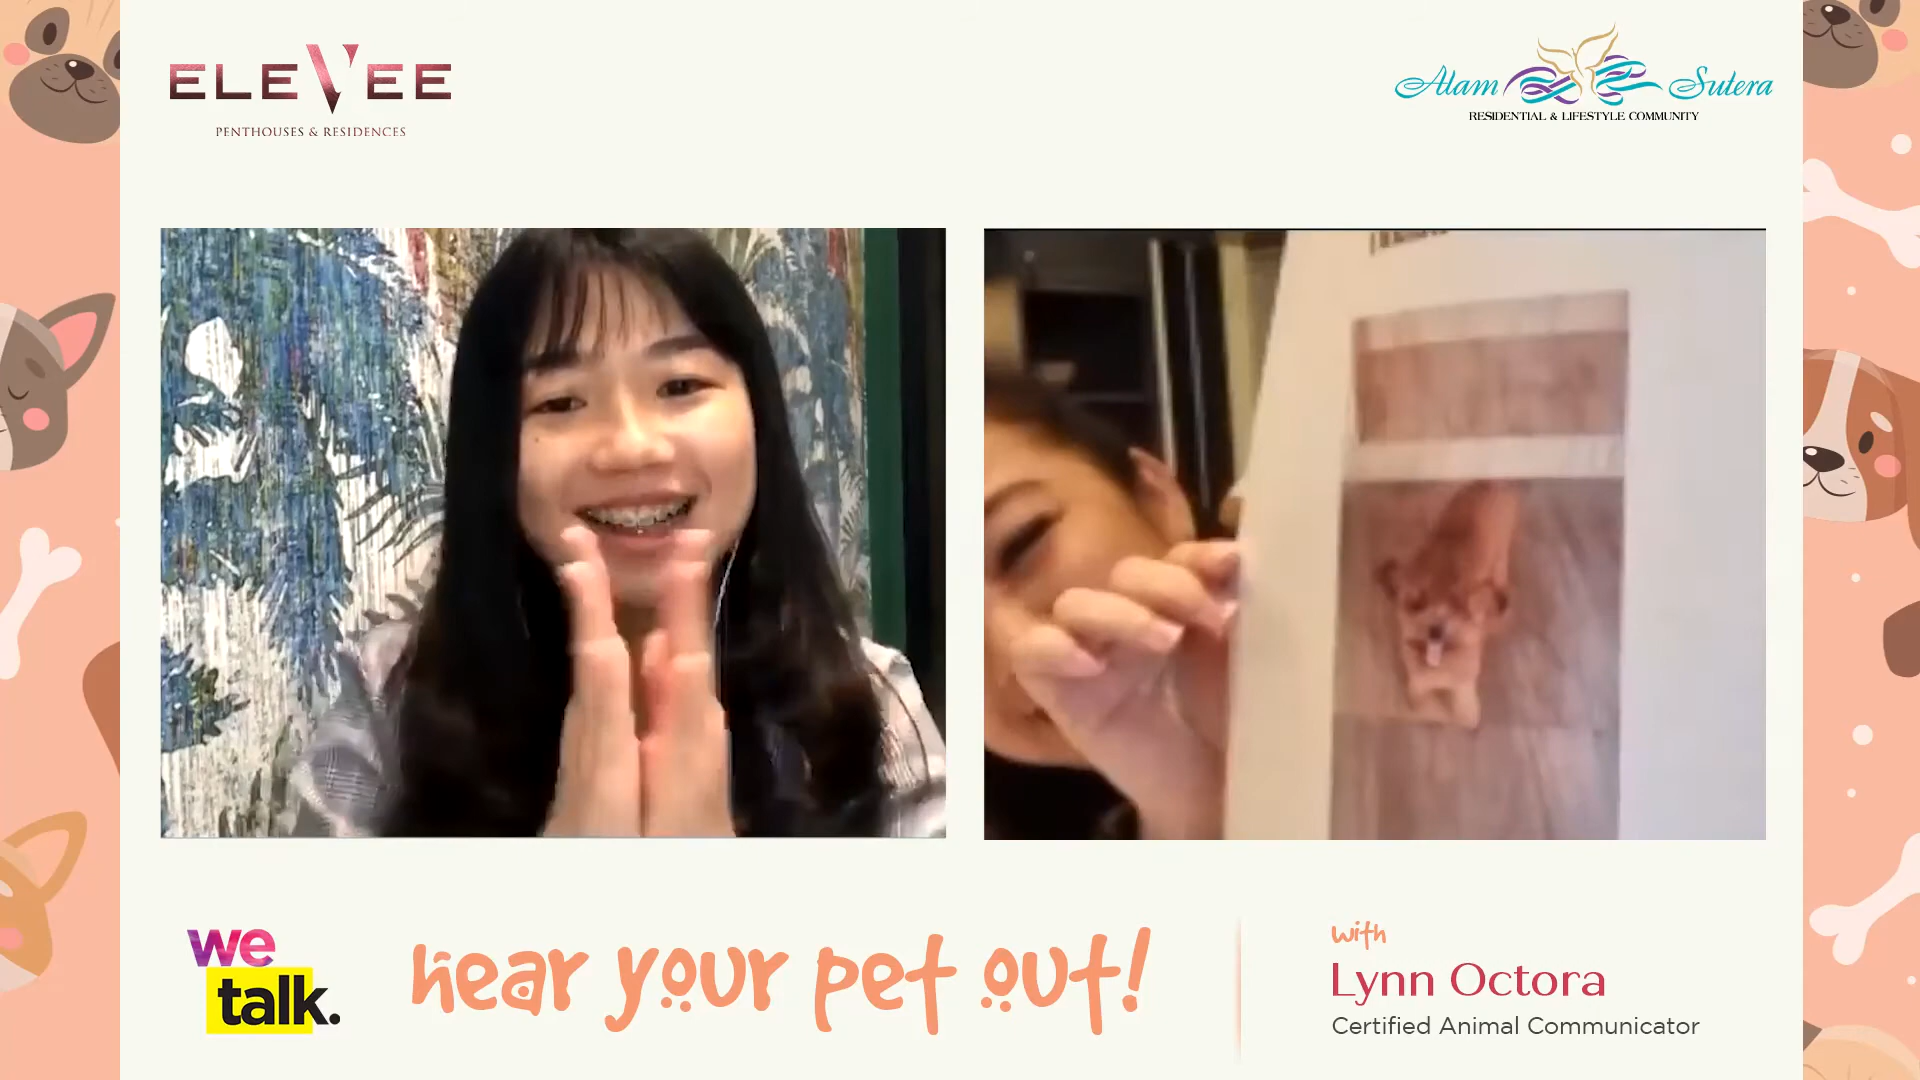 ELEVEE
PENTHOUSES & RESIDENCES
Alam Sutera
RESIDENTIAL & LIFESTYLE COMMUNITY
we
talk.
hear your pet out!
with
Lynn Octora
Certified Animal Communicator